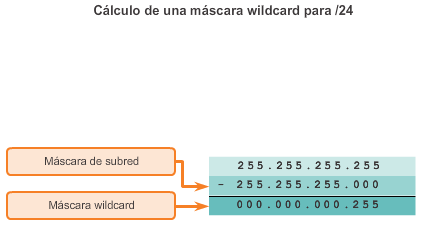 Cálculo de una máscara wildcard para /24
255.255.255.255
Máscara de subred
- 255.255.255.000
Máscara wildcard
000.000.000.255